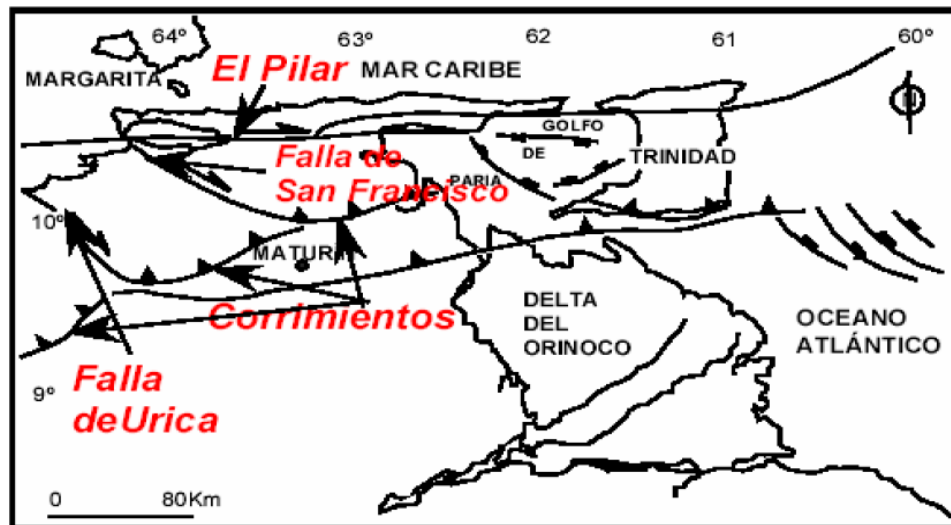 64º
63º
62
61
60º
MARGARITA
El Pilar
MAR CARIBE
N
GOLFO
DE
PARIA
TRINIDAD
Falla de
San Francisco
10º
MATURI
Corrimientos
DELTA
DEL
ORINOCO
OCEANO
ATLÁNTICO
9º
Falla
deUrica
0 80Km